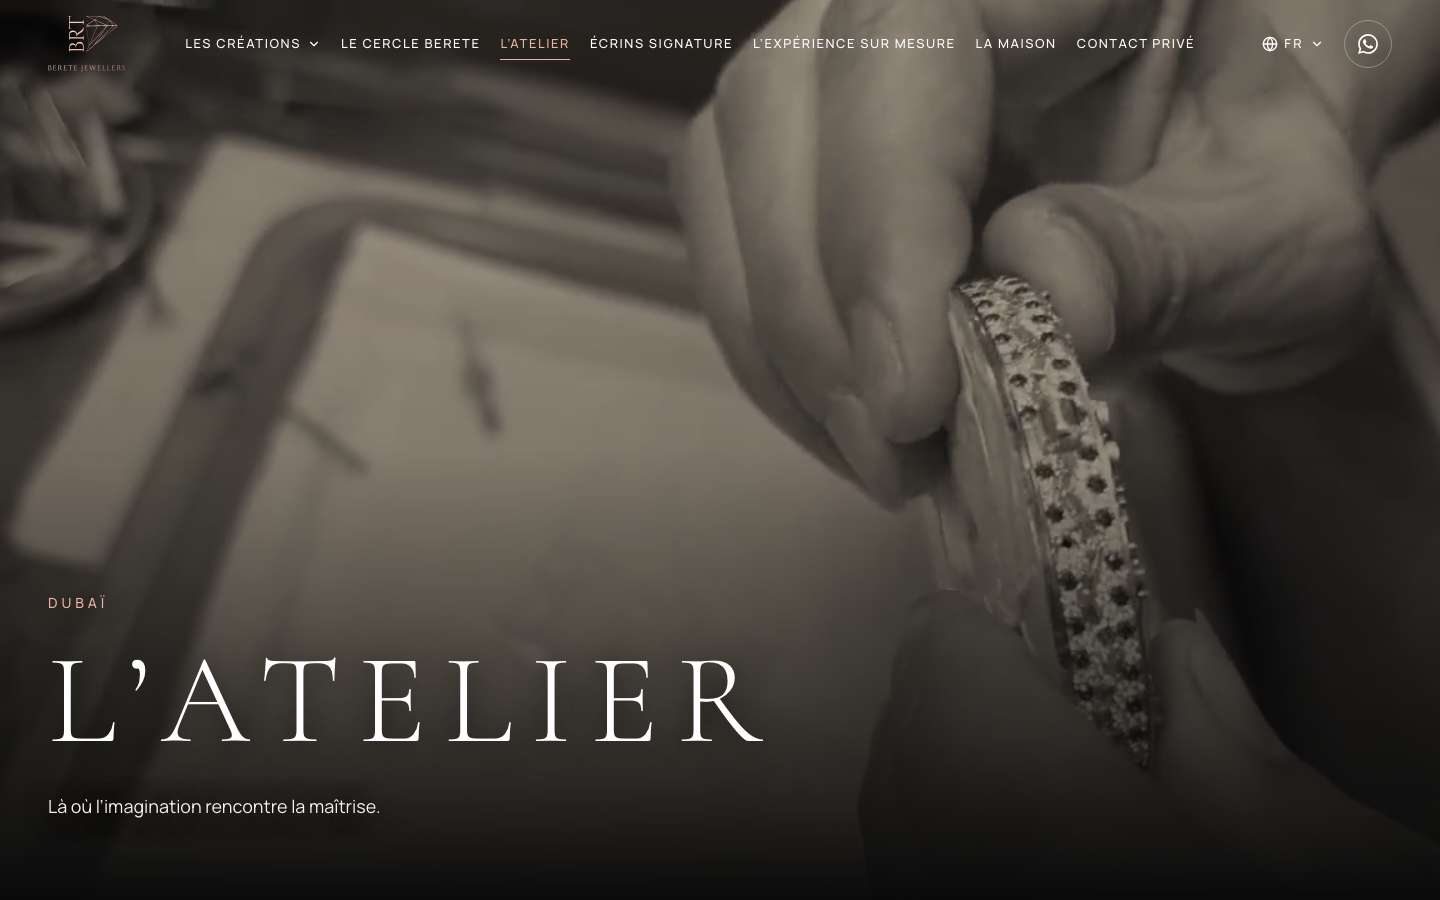 BRT
BERETE JEWELLERS
LES CRÉATIONS
LE CERCLE BERETE
L'ATELIER
ÉCRINS SIGNATURE
L'EXPÉRIENCE SUR MESURE
LA MAISON
CONTACT PRIVÉ
FR
DUBAÏ
L’ATELIER
Là où l’imagination rencontre la maîtrise.